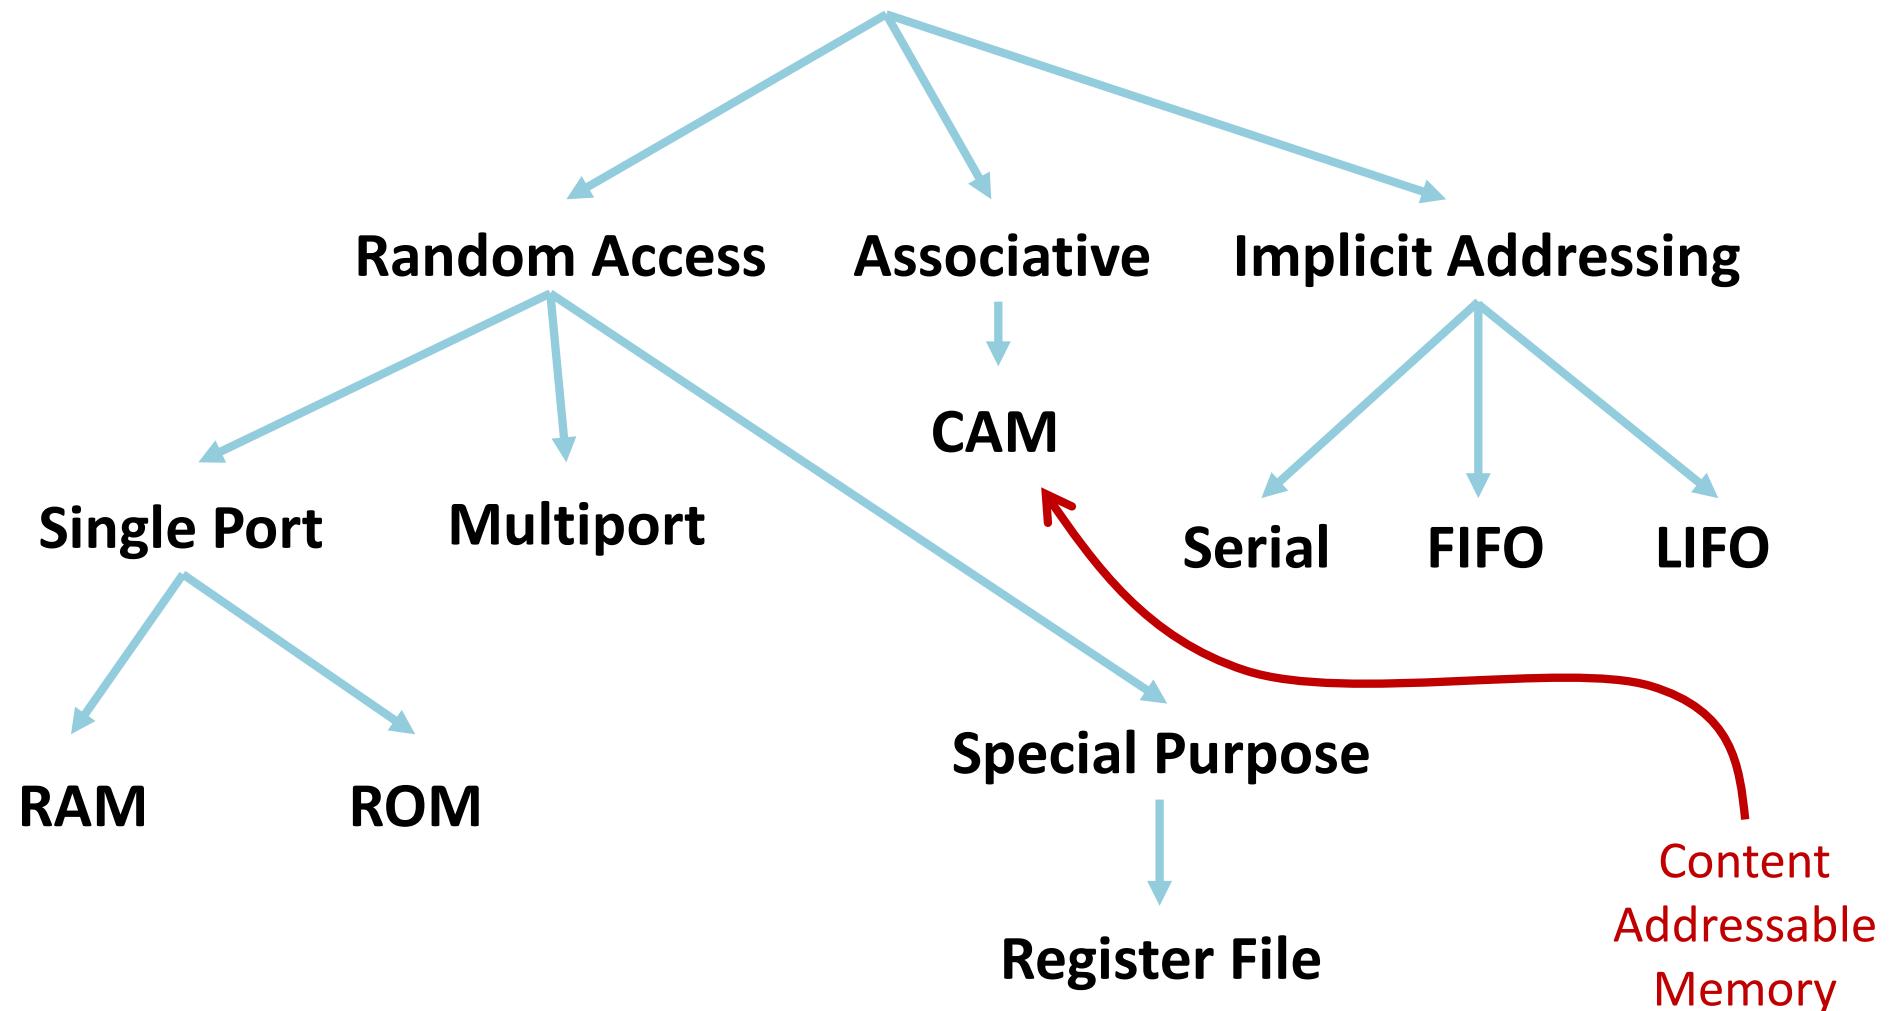 Random Access
Associative
Implicit Addressing
CAM
Single Port
Multiport
Serial
FIFO
LIFO
Special Purpose
RAM
ROM
Content
Addressable
Memory
Register File